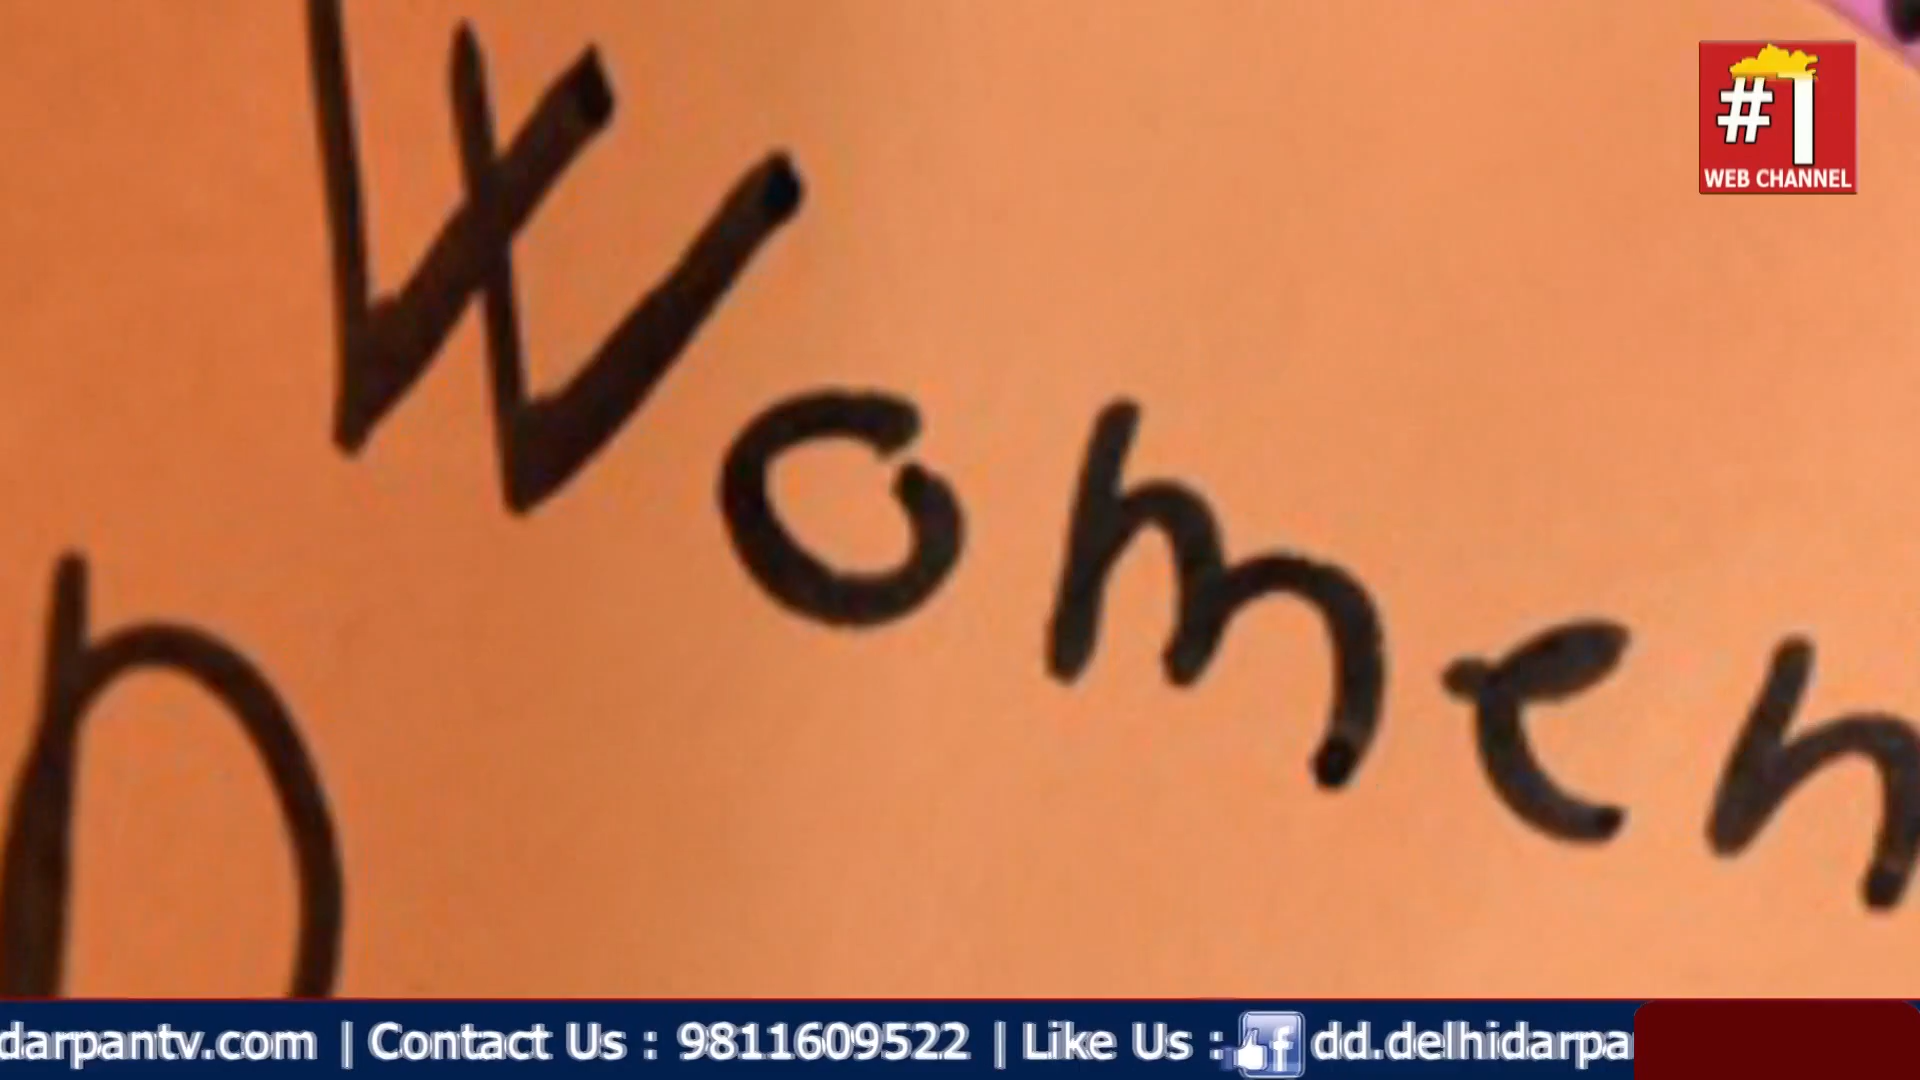 #1
WEB CHANNEL
Women
n
darpantv.com | Contact Us : 9811609522 | Like Us : dd.delhidarpa